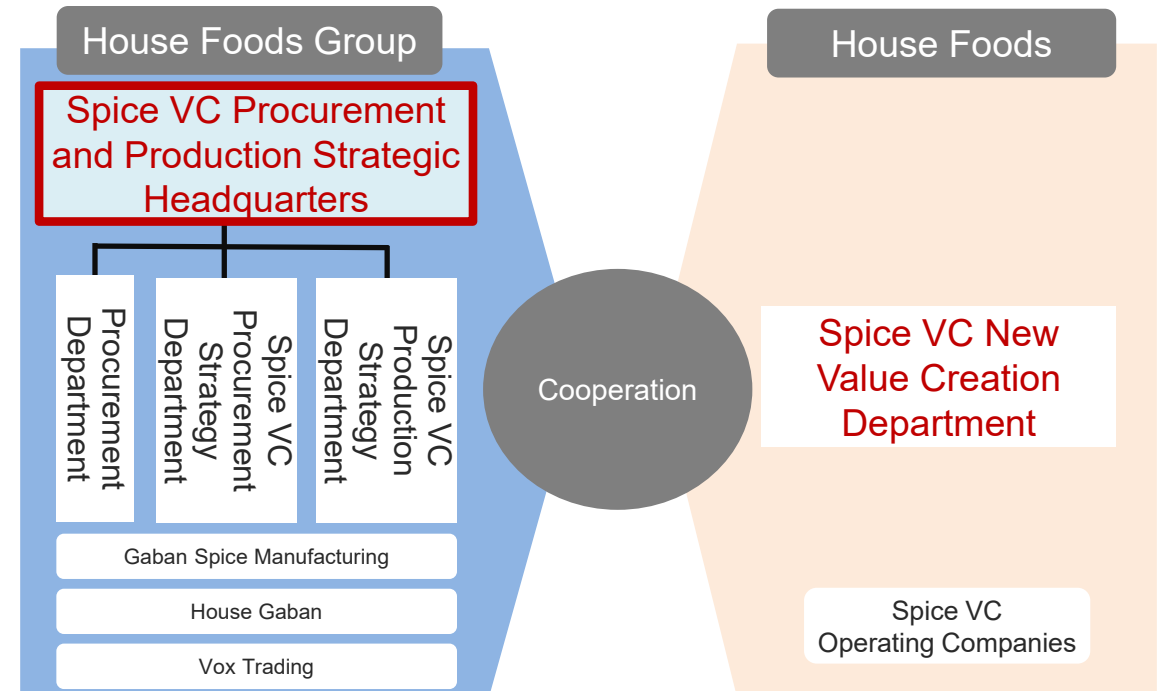 House Foods Group
Spice VC Procurement
and Production Strategic
Headquarters
Procurement
Department
Spice VC
Procurement
Strategy
Department
Spice VC
Production
Strategy
Department
Gaban Spice Manufacturing
House Gaban
Vox Trading
Cooperation
House Foods
Spice VC New
Value Creation
Department
Spice VC
Operating Companies